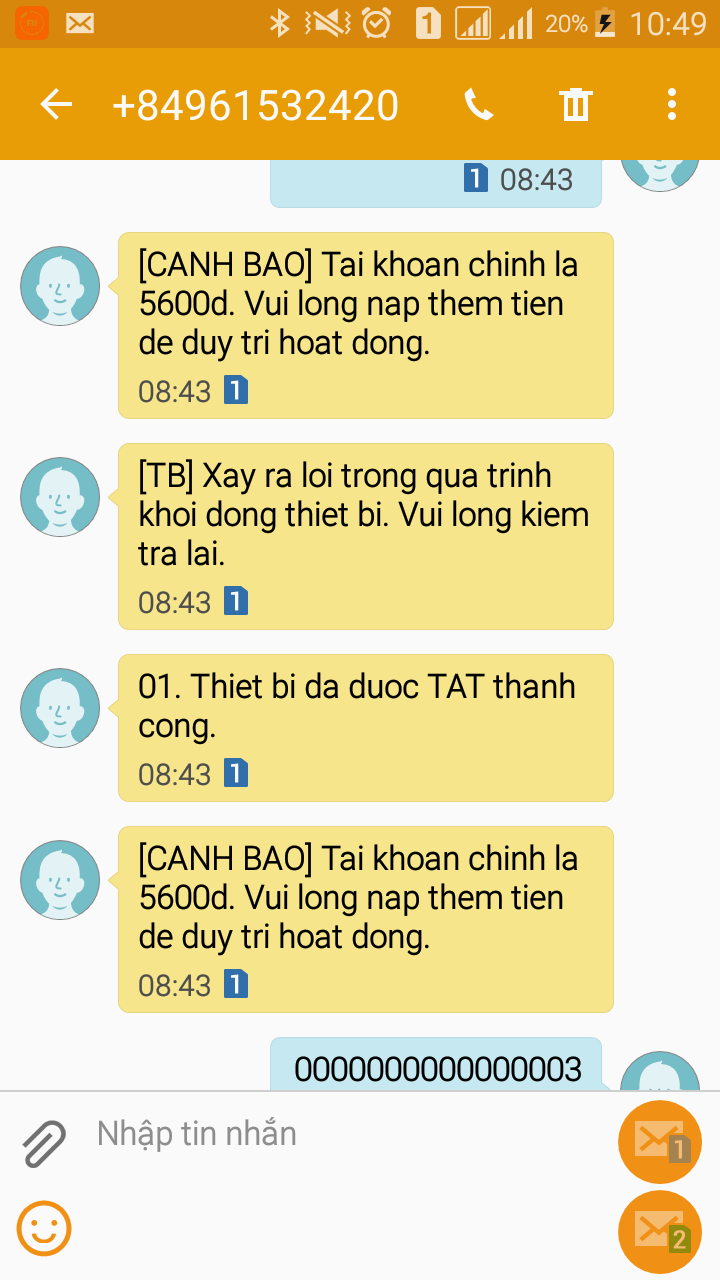 20% 10:49
+84961532420
1 08:43
[CANH BAO] Tai khoan chinh la
5600d. Vui long nap them tien
de duy tri hoat dong.
08:43 1
[TB] Xay ra loi trong qua trinh
khoi dong thiet bi. Vui long kiem
tra lai.
08:43 1
01. Thiet bi da duoc TAT thanh
cong.
08:43 1
[CANH BAO] Tai khoan chinh la
5600d. Vui long nap them tien
de duy tri hoat dong.
08:43 1
0000000000000003
Nhập tin nhắn
1
2